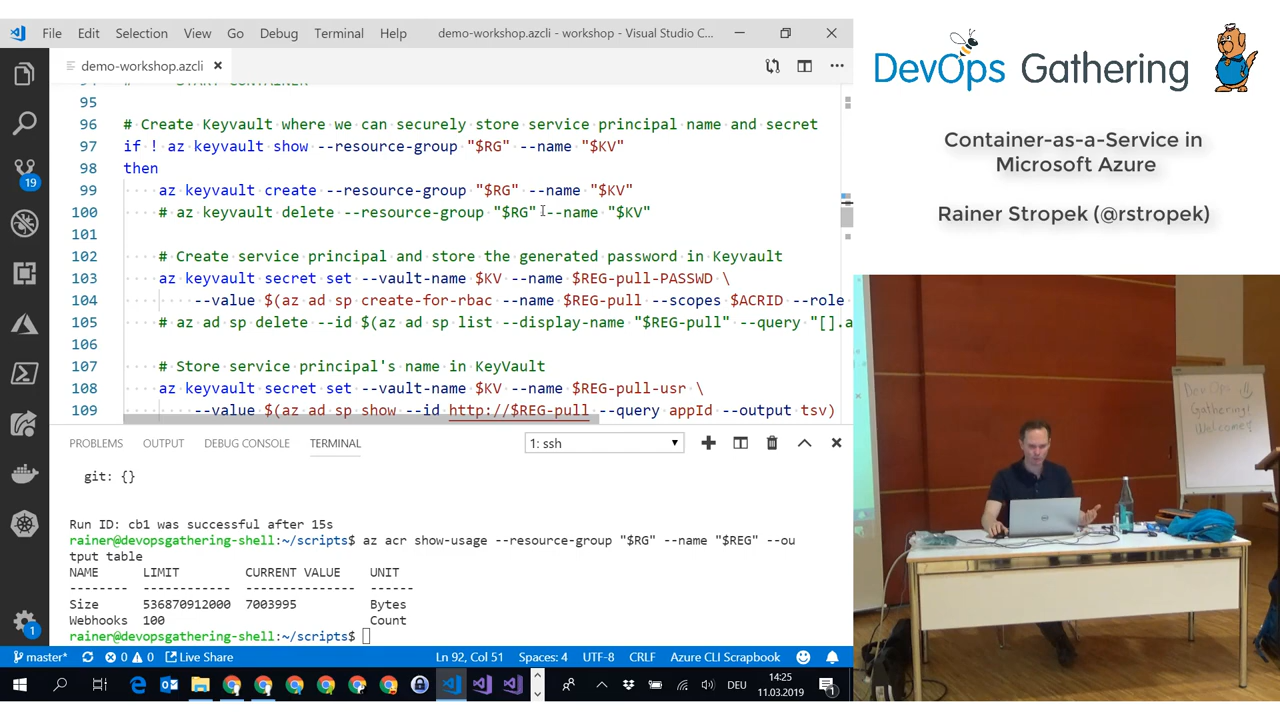 File Edit Selection View Go Debug Terminal Help demo-workshop.azcli - workshop - Visual Studio C...
demo-workshop.azcli
95
96 # Create Keyvault where we can securely store service principal name and secret
97 if ! az keyvault show --resource-group "$RG" --name "$KV"
98 then
99 az keyvault create --resource-group "$RG" --name "$KV"
100 # az keyvault delete --resource-group "$RG" --name "$KV"
101
102 # Create service principal and store the generated password in Keyvault
103 az keyvault secret set --vault-name $KV --name $REG-pull-PASSWD \
104 --value $(az ad sp create-for-rbac --name $REG-pull --scopes $ACRID --role
105 # az ad sp delete --id $(az ad sp list --display-name "$REG-pull" --query "[].a
106
107 # Store service principal's name in KeyVault
108 az keyvault secret set --vault-name $KV --name $REG-pull-usr \
109 --value $(az ad sp show --id http://$REG-pull --query appId --output tsv)
19
1
PROBLEMS OUTPUT DEBUG CONSOLE TERMINAL 1: ssh
git: {}
Run ID: cb1 was successful after 15s
rainer@devopsgathering-shell:~/scripts$ az acr show-usage --resource-group "$RG" --name "$REG" --ou
tput table
NAME LIMIT CURRENT VALUE UNIT
-------- ------------ --------------- ------
Size 536870912000 7003995 Bytes
Webhooks 100 Count
rainer@devopsgathering-shell:~/scripts$
master* 0 0 Live Share Ln 92, Col 51 Spaces: 4 UTF-8 CRLF Azure CLI Scrapbook
DEU 14:25
11.03.2019 1
DevOps Gathering
Container-as-a-Service in
Microsoft Azure
Rainer Stropek (@rstropek)
DevOps
Gathering!
Welcome!